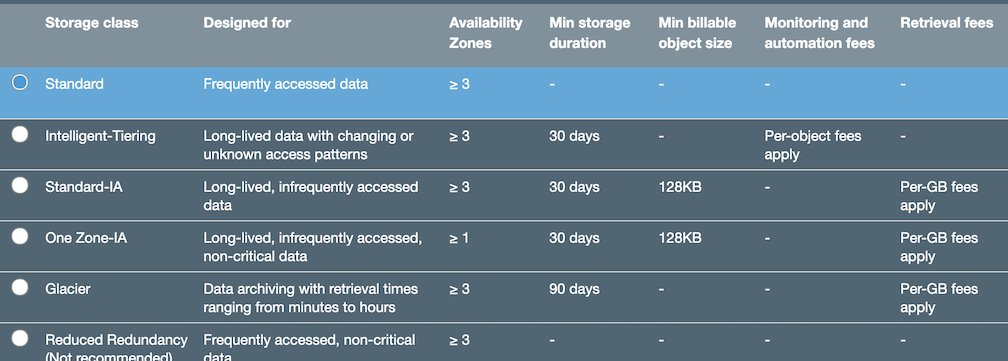 Storage class Designed for Availability Zones Min storage duration Min billable object size Monitoring and automation fees Retrieval fees
Standard Frequently accessed data ≥ 3 - - - -
Intelligent-Tiering Long-lived data with changing or unknown access patterns ≥ 3 30 days - Per-object fees apply -
Standard-IA Long-lived, infrequently accessed data ≥ 3 30 days 128KB - Per-GB fees apply
One Zone-IA Long-lived, infrequently accessed, non-critical data ≥ 1 30 days 128KB - Per-GB fees apply
Glacier Data archiving with retrieval times ranging from minutes to hours ≥ 3 90 days - - Per-GB fees apply
Reduced Redundancy (Not recommended) Frequently accessed, non-critical data ≥ 3 - - - -